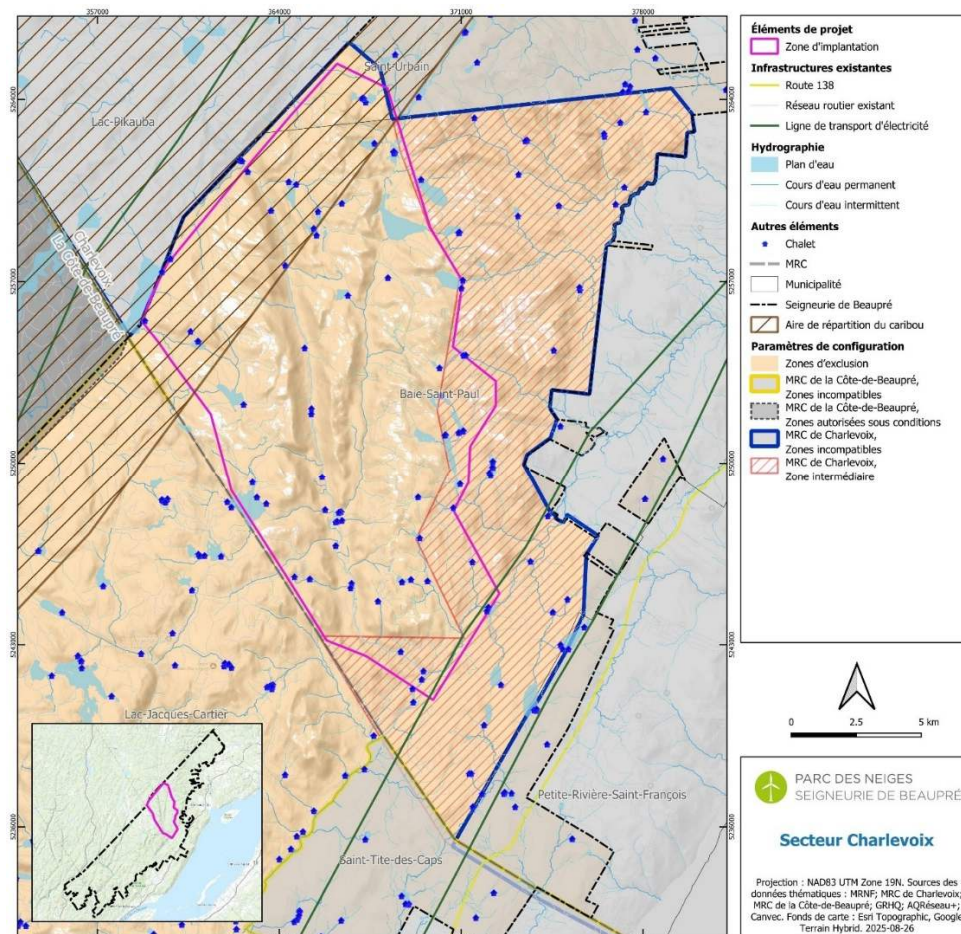 357000
364000
371000
378000
5264000
5257000
5250000
5243000
5236000
5264000
5257000
5250000
5243000
5236000
Saint-Urbain
Lac-Pikauba
Charlevoix
La Côte-de-Beaupré
Baie-Saint-Paul
Lac-Jacques-Cartier
Petite-Rivière-Saint-François
Saint-Tite-des-Caps
Éléments de projet
Zone d'implantation
Infrastructures existantes
Route 138
Réseau routier existant
Ligne de transport d'électricité
Hydrographie
Plan d'eau
Cours d'eau permanent
Cours d'eau intermittent
Autres éléments
Chalet
MRC
Municipalité
Seigneurie de Beaupré
Aire de répartition du caribou
Paramètres de configuration
Zones d'exclusion
MRC de la Côte-de-Beaupré,
Zones incompatibles
MRC de la Côte-de-Beaupré,
Zones autorisées sous conditions
MRC de Charlevoix,
Zones incompatibles
MRC de Charlevoix,
Zone intermédiaire
0 2.5 5 km
PARC DES NEIGES
SEIGNEURIE DE BEAUPRÉ
Secteur Charlevoix
Projection : NAD83 UTM Zone 19N. Sources des
données thématiques : MRNF; MRC de Charlevoix;
MRC de la Côte-de-Beaupré; GRHQ; AQRéseau+;
Canvec. Fonds de carte : Esri Topographic, Google
Terrain Hybrid. 2025-08-26